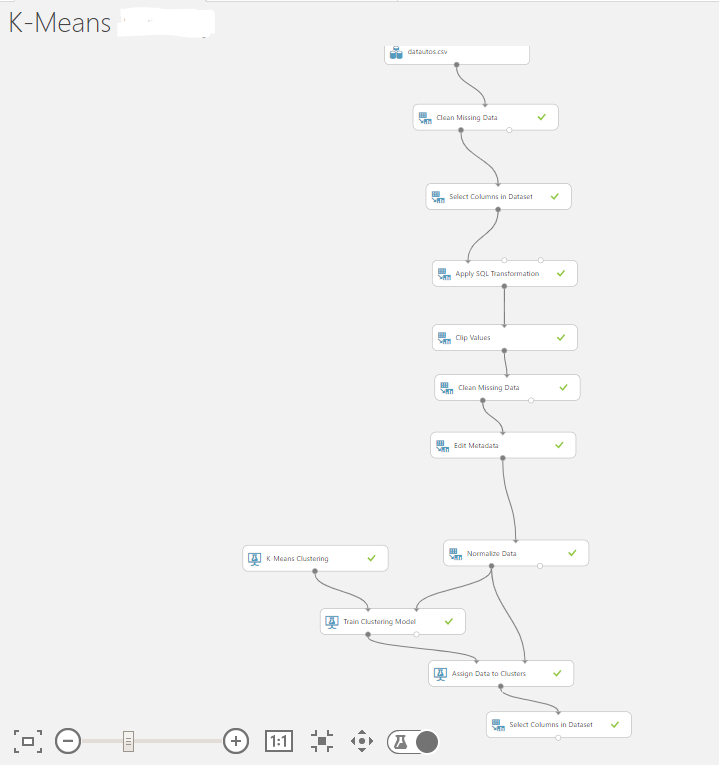 K-Means
datautos.csv
Clean Missing Data
Select Columns in Dataset
Apply SQL Transformation
Clip Values
Clean Missing Data
Edit Metadata
K-Means Clustering
Normalize Data
Train Clustering Model
Assign Data to Clusters
Select Columns in Dataset
1:1